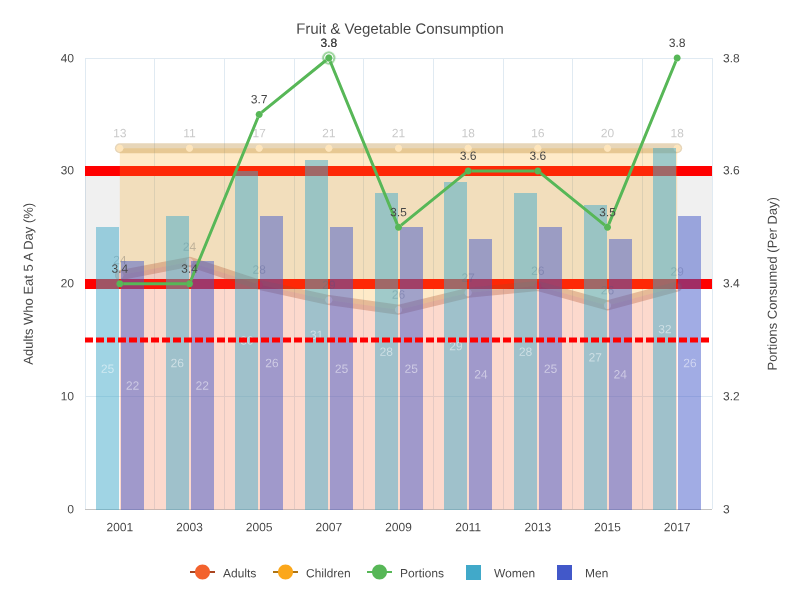 Fruit & Vegetable Consumption
3.8 3.8
40 3.8
3.7
13 11 17 21 21 18 16 20 18
3.6 3.6
30 3.6
3.5 3.5
24
3.4 3.4
20 3.4
25 26 26 31 25 28 25 29 24 28 25 27 24 32 26
22 22
10 3.2
0 3
2001 2003 2005 2007 2009 2011 2013 2015 2017
Adults Who Eat 5 A Day (%)
Portions Consumed (Per Day)
Adults Children Portions Women Men